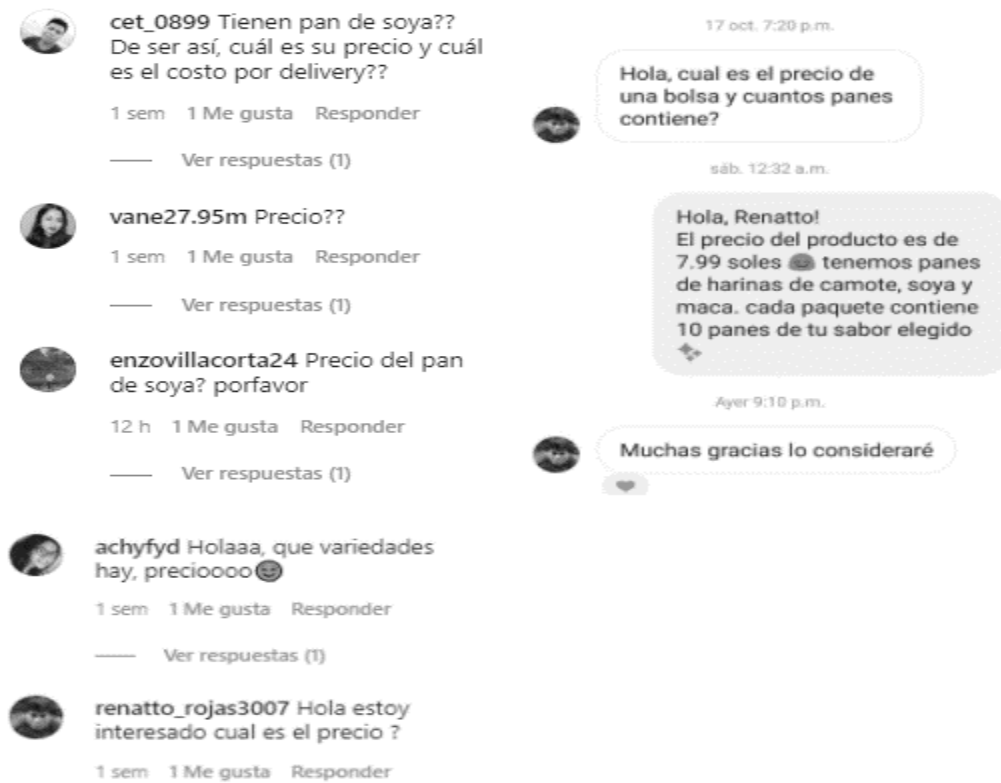 cet_0899 Tienen pan de soya??
De ser así, cuál es su precio y cuál
es el costo por delivery??
1 sem 1 Me gusta Responder
Ver respuestas (1)
vane27.95m Precio??
1 sem 1 Me gusta Responder
Ver respuestas (1)
enzovillacorta24 Precio del pan
de soya? porfavor
12 h 1 Me gusta Responder
Ver respuestas (1)
achyfyd Holaaa, que variedades
hay, precioooo
1 sem 1 Me gusta Responder
Ver respuestas (1)
renatto_rojas3007 Hola estoy
interesado cual es el precio ?
1 sem 1 Me gusta Responder
17 oct. 7:20 p.m.
Hola, cual es el precio de
una bolsa y cuantos panes
contiene?
sáb. 12:32 a.m.
Hola, Renatto!
El precio del producto es de
7.99 soles tenemos panes
de harinas de camote, soya y
maca. cada paquete contiene
10 panes de tu sabor elegido
Ayer 9:10 p.m.
Muchas gracias lo consideraré